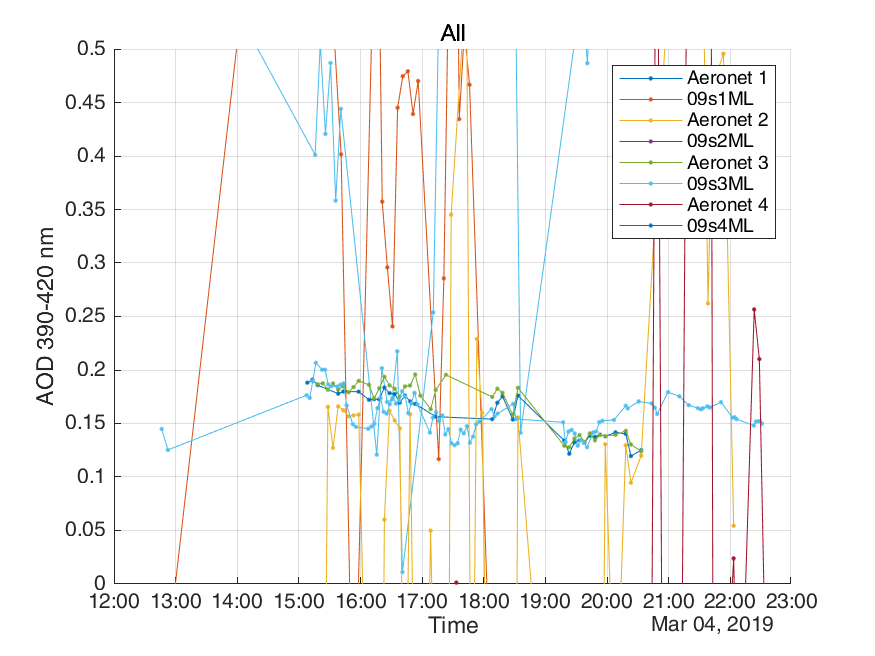 All
0.5
0.45
0.4
0.35
0.3
0.25
0.2
0.15
0.1
0.05
0
AOD 390-420 nm
Aeronet 1
09s1ML
Aeronet 2
09s2ML
Aeronet 3
09s3ML
Aeronet 4
09s4ML
12:00 13:00 14:00 15:00 16:00 17:00 18:00 19:00 20:00 21:00 22:00 23:00
Time
Mar 04, 2019